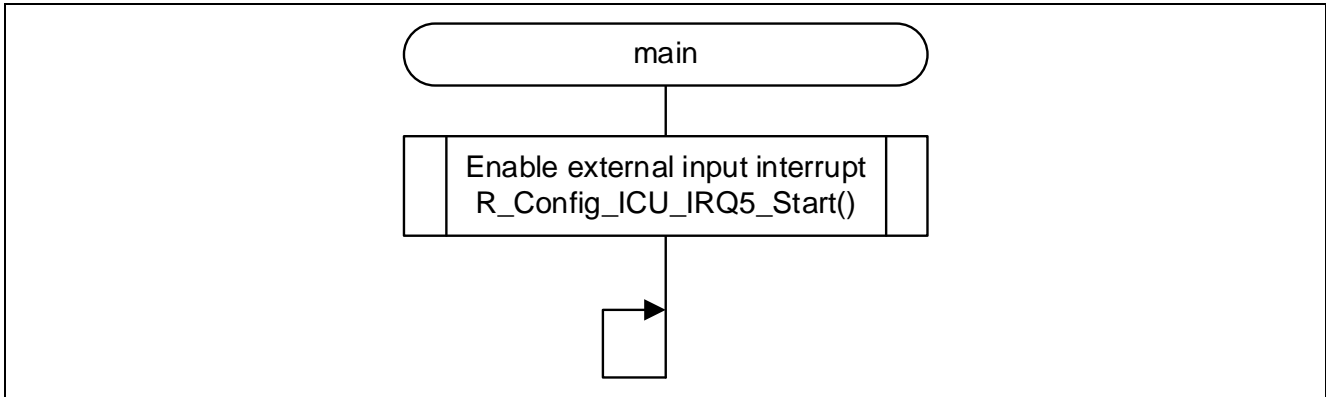 main
Enable external input interrupt
R_Config_ICU_IRQ5_Start()